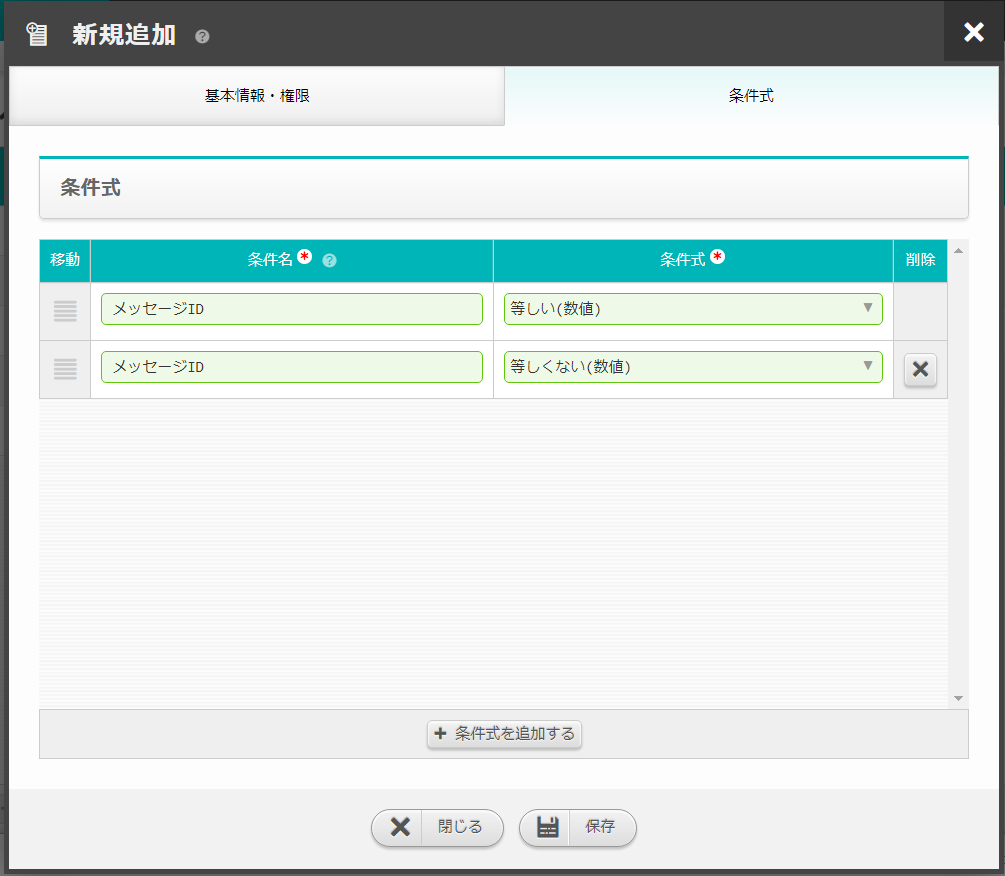 新規追加
基本情報・権限
条件式
条件式
移動 条件名 条件式 削除
メッセージID 等しい(数値)
メッセージID 等しくない(数値)
条件式を追加する
閉じる 保存